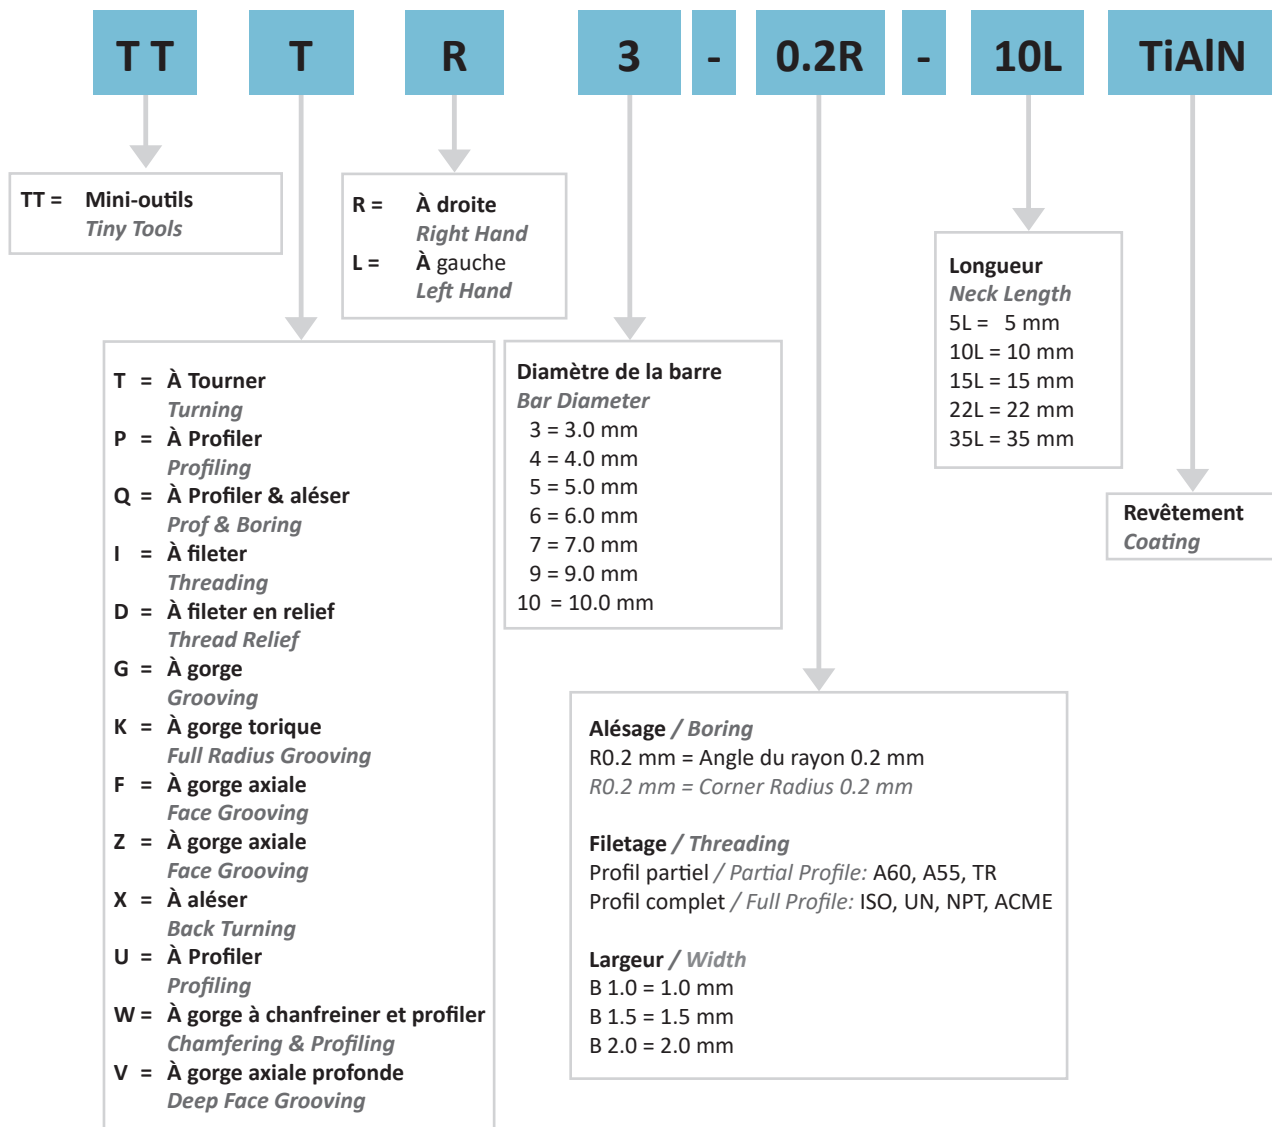 TT T R 3 - 0.2R - 10L TiAlN
TT = Mini-outils
Tiny Tools
R = À droite
Right Hand
L = À gauche
Left Hand
T = À Tourner
Turning
P = À Profiler
Profiling
Q = À Profiler & aléser
Prof & Boring
I = À fileter
Threading
D = À fileter en relief
Thread Relief
G = À gorge
Grooving
K = À gorge torique
Full Radius Grooving
F = À gorge axiale
Face Grooving
Z = À gorge axiale
Face Grooving
X = À aléser
Back Turning
U = À Profiler
Profiling
W = À gorge à chanfreiner et profiler
Chamfering & Profiling
V = À gorge axiale profonde
Deep Face Grooving
Diamètre de la barre
Bar Diameter
3 = 3.0 mm
4 = 4.0 mm
5 = 5.0 mm
6 = 6.0 mm
7 = 7.0 mm
9 = 9.0 mm
10 = 10.0 mm
Alésage / Boring
R0.2 mm = Angle du rayon 0.2 mm
R0.2 mm = Corner Radius 0.2 mm
Filetage / Threading
Profil partiel / Partial Profile: A60, A55, TR
Profil complet / Full Profile: ISO, UN, NPT, ACME
Largeur / Width
B 1.0 = 1.0 mm
B 1.5 = 1.5 mm
B 2.0 = 2.0 mm
Longueur
Neck Length
5L = 5 mm
10L = 10 mm
15L = 15 mm
22L = 22 mm
35L = 35 mm
Revêtement
Coating